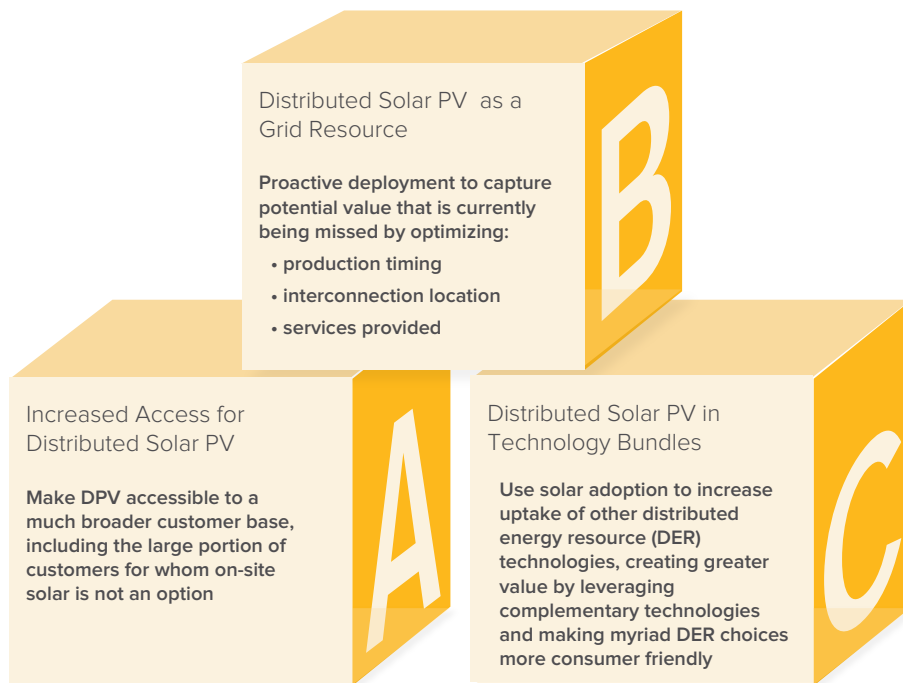 Distributed Solar PV as a
Grid Resource
Proactive deployment to capture
potential value that is currently
being missed by optimizing:
• production timing
• interconnection location
• services provided
B
Increased Access for
Distributed Solar PV
Make DPV accessible to a
much broader customer base,
including the large portion of
customers for whom on-site
solar is not an option
A
Distributed Solar PV in
Technology Bundles
Use solar adoption to increase
uptake of other distributed
energy resource (DER)
technologies, creating greater
value by leveraging
complementary technologies
and making myriad DER choices
more consumer friendly
C